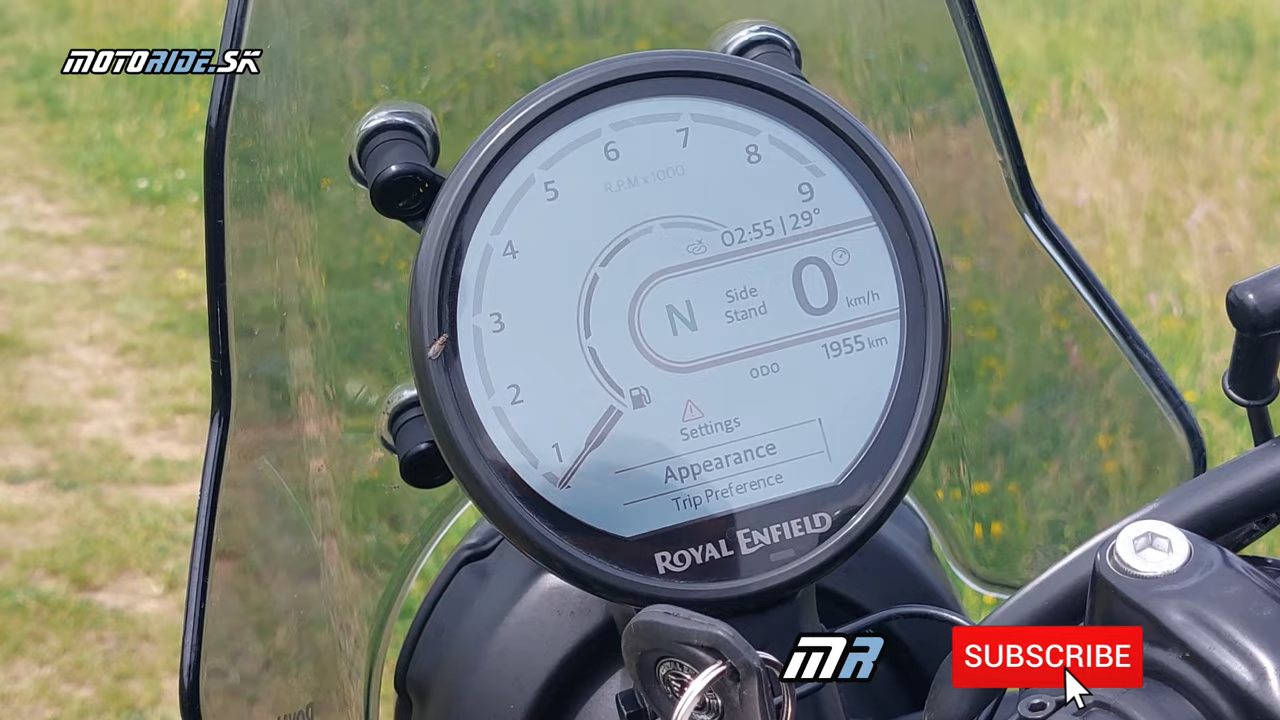 MOTORIDE.SK
5 6 7 8 9
R.P.M x 1000
4
3
2
1
02:55 | 29°
N
Side
Stand
0
km/h
1955 km
ODO
Settings
Appearance
Trip Preference
ROYAL ENFIELD
MR
SUBSCRIBE